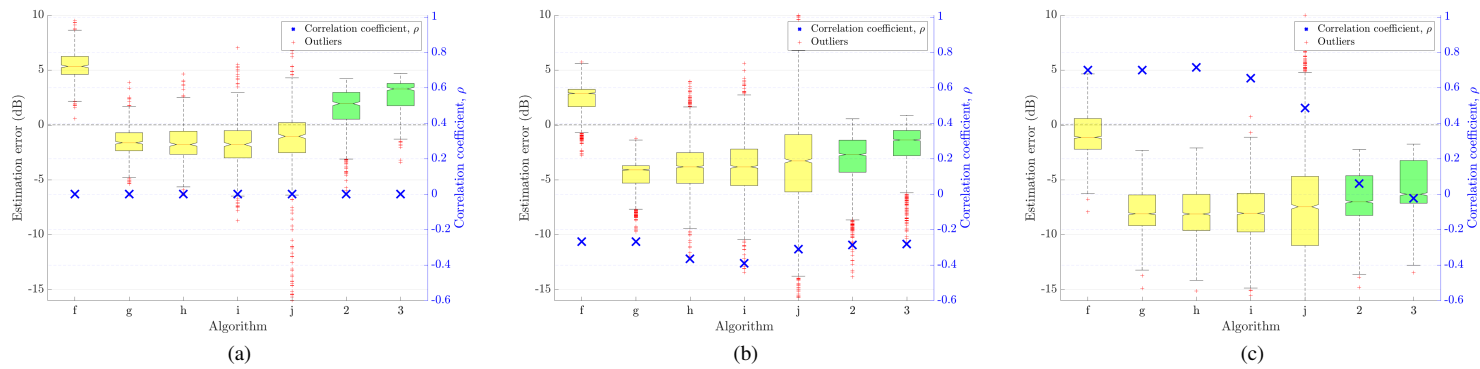 10
5
0
-5
-10
-15
Estimation error (dB)
f g h i j 2 3
Algorithm
Correlation coefficient, ρ
Outliers
1
0.8
0.6
0.4
0.2
0
-0.2
-0.4
-0.6
Correlation coefficient, ρ
(a)
10
5
0
-5
-10
-15
Estimation error (dB)
f g h i j 2 3
Algorithm
Correlation coefficient, ρ
Outliers
1
0.8
0.6
0.4
0.2
0
-0.2
-0.4
-0.6
Correlation coefficient, ρ
(b)
10
5
0
-5
-10
-15
Estimation error (dB)
f g h i j 2 3
Algorithm
Correlation coefficient, ρ
Outliers
1
0.8
0.6
0.4
0.2
0
-0.2
-0.4
-0.6
Correlation coefficient, ρ
(c)